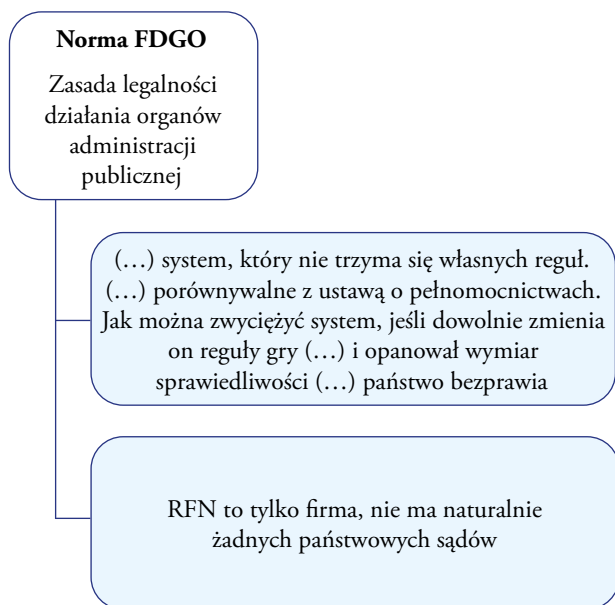 Norma FDGO
Zasada legalności
działania organów
administracji
publicznej
(…) system, który nie trzyma się własnych reguł.
(…) porównywalne z ustawą o pełnomocnictwach.
Jak można zwyciężyć system, jeśli dowolnie zmienia
on reguły gry (…) i opanował wymiar
sprawiedliwości (…) państwo bezprawia
RFN to tylko firma, nie ma naturalnie
żadnych państwowych sądów